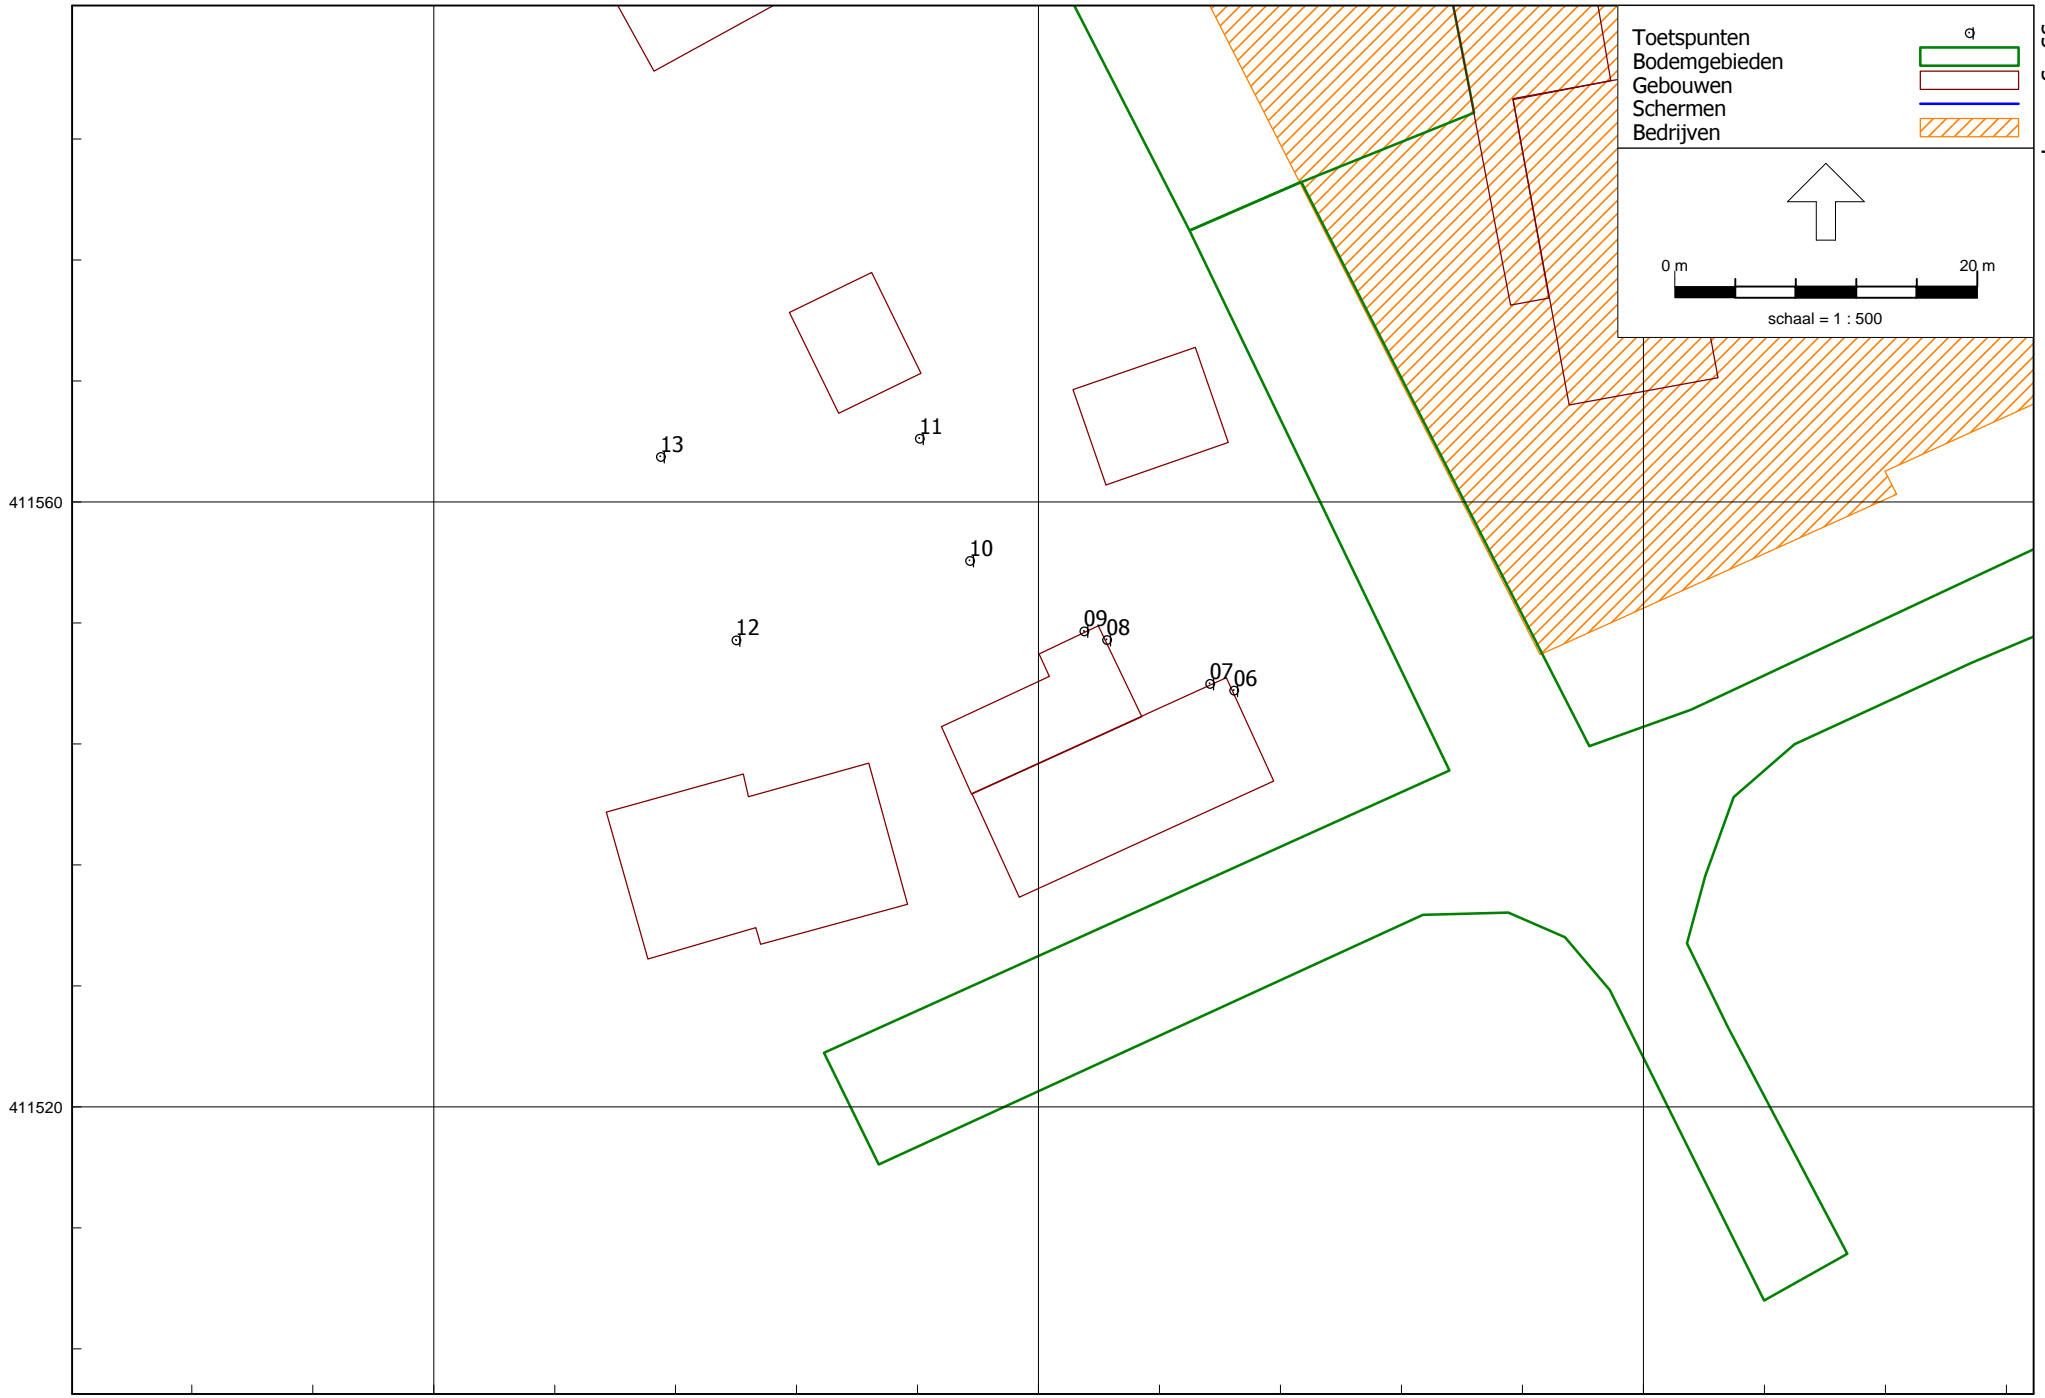 Toetspunten
Bodemgebieden
Gebouwen
Schermen
Bedrijven
0 m 20 m
schaal = 1 : 500
11
13
411560
10
09
08
12
07
06
411520